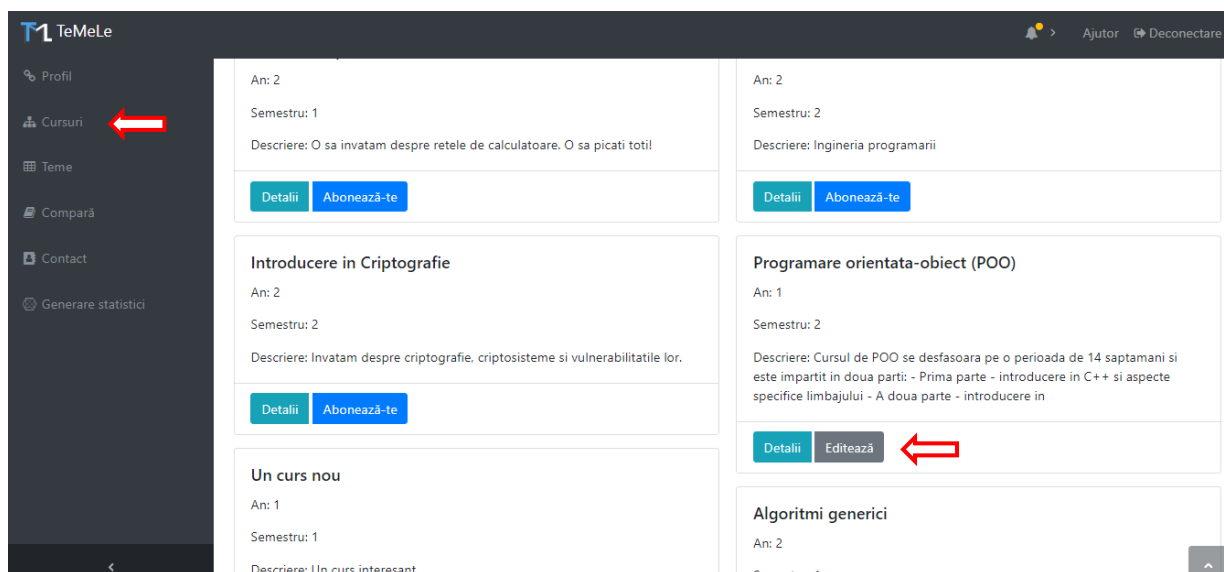 TeMeLe
Ajutor
Deconectare
Profil
Cursuri
Teme
Compară
Contact
Generare statistici
An: 2
Semestru: 1
Descriere: O sa invatam despre retele de calculatoare. O sa picati toti!
Detalii
Abonează-te
An: 2
Semestru: 2
Descriere: Ingineria programarii
Detalii
Abonează-te
Introducere in Criptografie
An: 2
Semestru: 2
Descriere: Invatam despre criptografie, criptosisteme si vulnerabilitatile lor.
Detalii
Abonează-te
Programare orientata-obiect (POO)
An: 1
Semestru: 2
Descriere: Cursul de POO se desfasoara pe o perioada de 14 saptamani si
este impartit in doua parti: - Prima parte - introducere in C++ si aspecte
specifice limbajului - A doua parte - introducere in
Detalii
Editează
Un curs nou
An: 1
Semestru: 1
Descriere: Un curs interesant
Algoritmi generici
An: 2